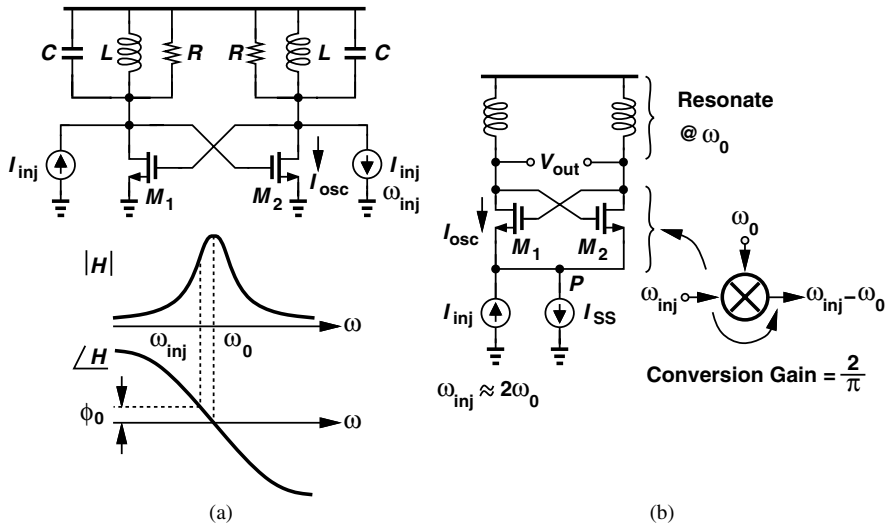 C L R R L C
I_inj I_osc I_inj
M_1 M_2 ω_inj
|H|
ω_inj ω_0 ω
∠H
ϕ_0 ω
(a)
Resonate
@ ω_0
V_out
I_osc M_1 M_2
P
I_inj I_SS
ω_inj ≈ 2ω_0
ω_0
ω_inj ω_inj − ω_0
Conversion Gain = 2/π
(b)